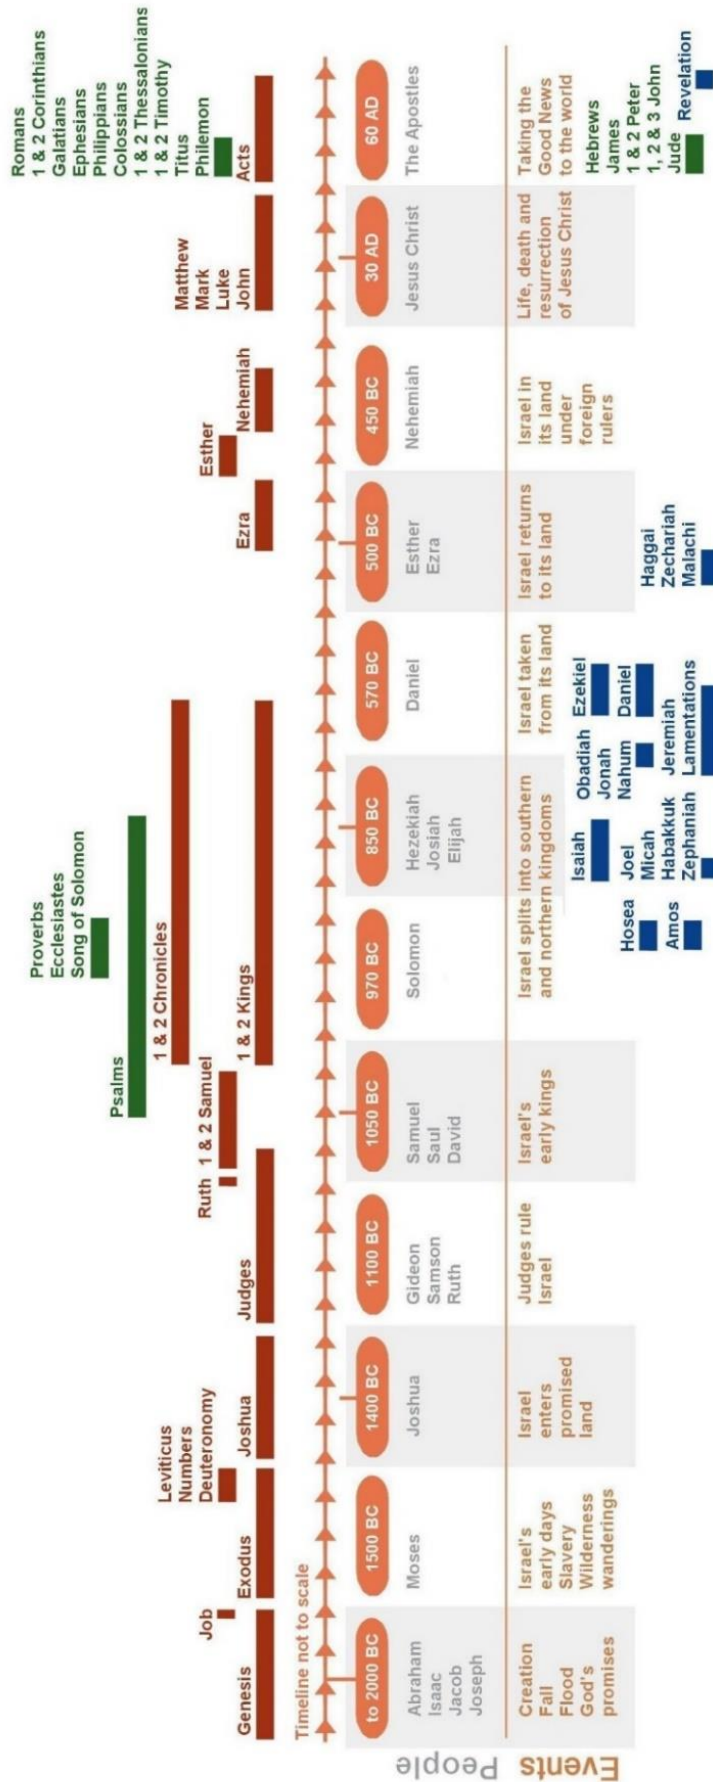 Genesis
Job
Exodus
Leviticus
Numbers
Deuteronomy
Joshua
Judges
Ruth
1 & 2 Samuel
Psalms
1 & 2 Chronicles
1 & 2 Kings
Proverbs
Ecclesiastes
Song of Solomon
Ezra
Esther
Nehemiah
Matthew
Mark
Luke
John
Acts
Romans
1 & 2 Corinthians
Galatians
Ephesians
Philippians
Colossians
1 & 2 Thessalonians
1 & 2 Timothy
Titus
Philemon
Timeline not to scale
to 2000 BC
1500 BC
1400 BC
1100 BC
1050 BC
970 BC
850 BC
570 BC
500 BC
450 BC
30 AD
60 AD
People
Abraham
Isaac
Jacob
Joseph
Moses
Joshua
Gideon
Samson
Ruth
Samuel
Saul
David
Solomon
Hezekiah
Josiah
Elijah
Daniel
Esther
Ezra
Nehemiah
Jesus Christ
The Apostles
Events
Creation
Fall
Flood
God's
promises
Israel's
early days
Slavery
Wilderness
wanderings
Israel
enters
promised
land
Judges rule
Israel
Israel's
early kings
Israel splits into southern
and northern kingdoms
Israel taken
from its land
Israel returns
to its land
Israel in
its land
under
foreign
rulers
Life, death and
resurrection
of Jesus Christ
Taking the
Good News
to the world
Hosea
Amos
Isaiah
Joel
Micah
Habakkuk
Zephaniah
Obadiah
Jonah
Nahum
Jeremiah
Lamentations
Ezekiel
Daniel
Haggai
Zechariah
Malachi
Hebrews
James
1 & 2 Peter
1, 2 & 3 John
Jude
Revelation